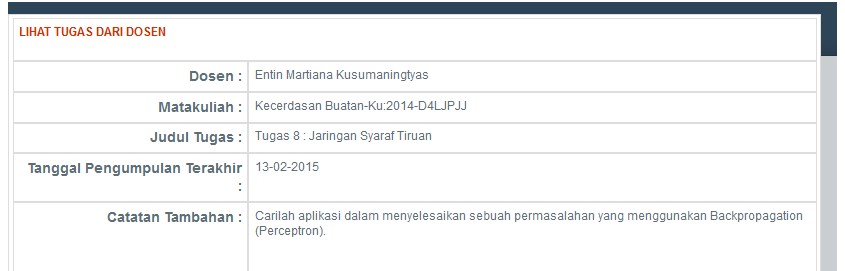 LIHAT TUGAS DARI DOSEN
Dosen : Entin Martiana Kusumaningtyas
Matakuliah : Kecerdasan Buatan-Ku:2014-D4LJPJJ
Judul Tugas : Tugas 8 : Jaringan Syaraf Tiruan
Tanggal Pengumpulan Terakhir : 13-02-2015
Catatan Tambahan : Carilah aplikasi dalam menyelesaikan sebuah permasalahan yang menggunakan Backpropagation
(Perceptron).